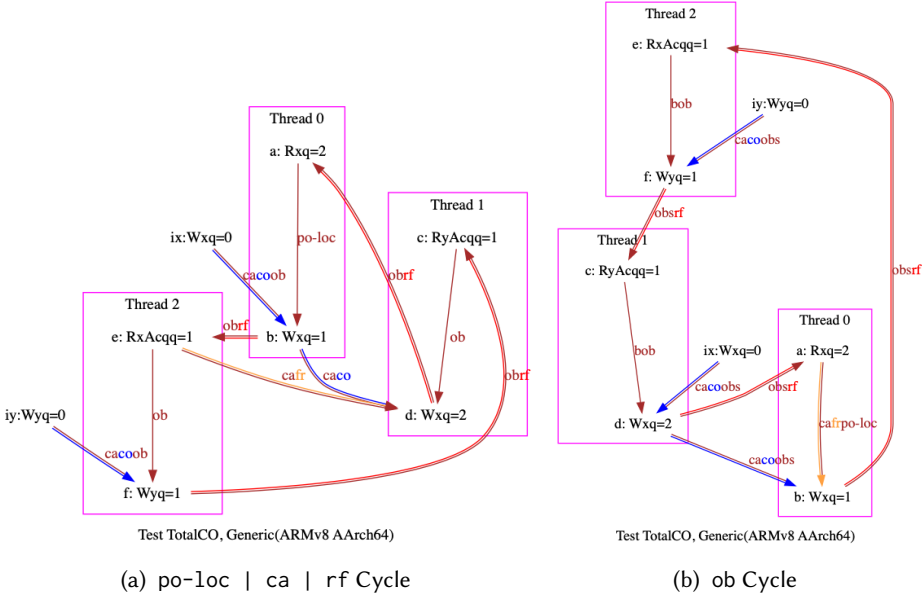 Thread 0
a: Rxq=2
po-loc
ix:Wxq=0
cacoob
b: Wxq=1
Thread 1
c: RyAcqq=1
ob
d: Wxq=2
obrf
obrf
Thread 2
obrf
e: RxAcqq=1
cafr
caco
ob
iy:Wyq=0
cacoob
f: Wyq=1
Test TotalCO, Generic(ARMv8 AArch64)
(a) po-loc | ca | rf Cycle
Thread 2
e: RxAcqq=1
bob
iy:Wyq=0
cacoobs
f: Wyq=1
obsrf
Thread 1
c: RyAcqq=1
bob
obsrf
ix:Wxq=0
cacoobs
obsrf
d: Wxq=2
cacoobs
Thread 0
a: Rxq=2
cafrpo-loc
b: Wxq=1
Test TotalCO, Generic(ARMv8 AArch64)
(b) ob Cycle